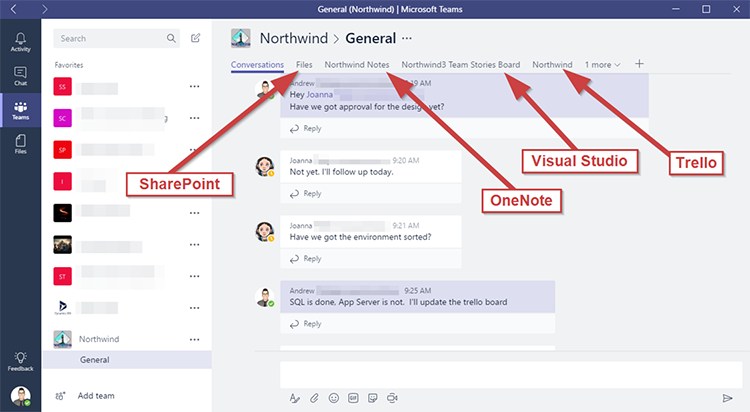 General (Northwind) | Microsoft Teams
Activity
Chat
Teams
Files
Feedback
Search
Favorites
SS
SC
SP
I
ST
Northwind
General
Add team
Northwind > General ...
Conversations Files Northwind Notes Northwind3 Team Stories Board Northwind 1 more +
Andrew 9:19 AM
Hey Joanna
Have we got approval for the design yet?
Reply
Joanna 9:20 AM
Not yet. I'll follow up today.
Reply
Joanna 9:21 AM
Have we got the environment sorted?
Reply
Andrew 9:25 AM
SQL is done, App Server is not. I'll update the trello board
Reply
SharePoint
OneNote
Visual Studio
Trello
GIF